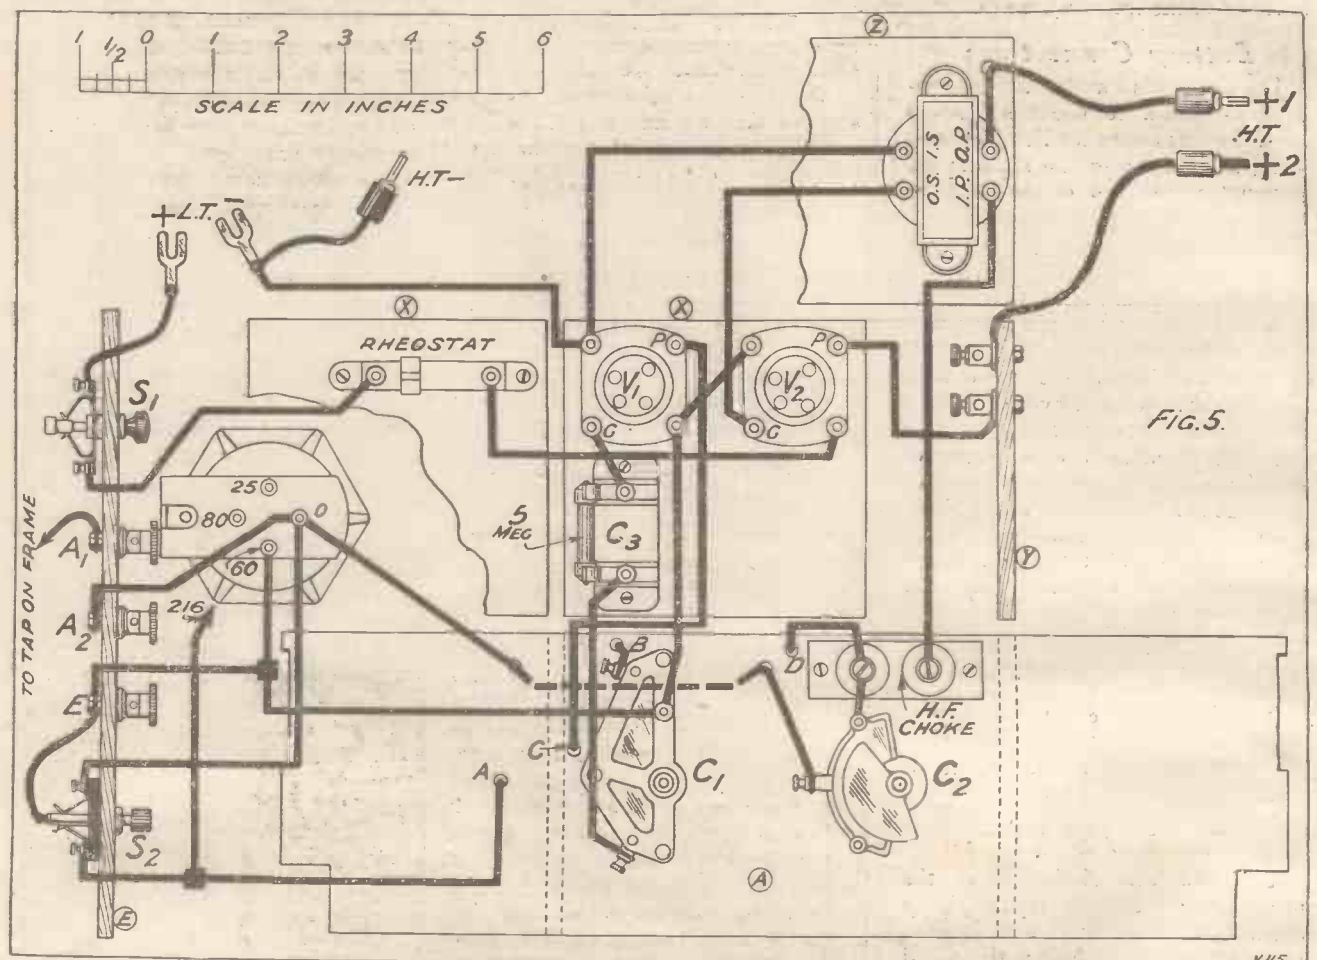 1 1/2 0 1 2 3 4 5 6
SCALE IN INCHES
Z
+1
H.T.
+2
O.S. I.S
I.P. O.P.
H.T-
+ L.T. -
X
X
RHEOSTAT
P
P
V1
V2
G
G
S1
FIG. 5.
25
80
O
60
216
5
MEG
C3
Y
TO TAP ON FRAME
A1
A2
E
S2
E
B
D
H.F.
CHOKE
C
A
C1
C2
A